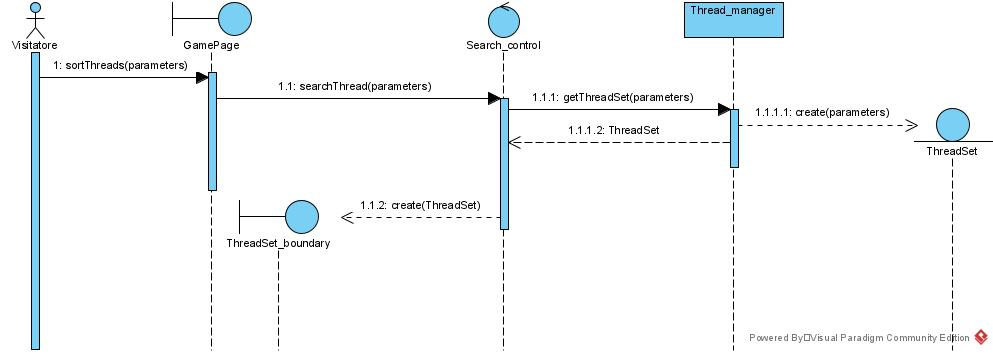 Visitatore
GamePage
Search_control
Thread_manager
1: sortThreads(parameters)
1.1: searchThread(parameters)
1.1.1: getThreadSet(parameters)
1.1.1.1: create(parameters)
1.1.1.2: ThreadSet
ThreadSet
1.1.2: create(ThreadSet)
ThreadSet_boundary
Powered By Visual Paradigm Community Edition